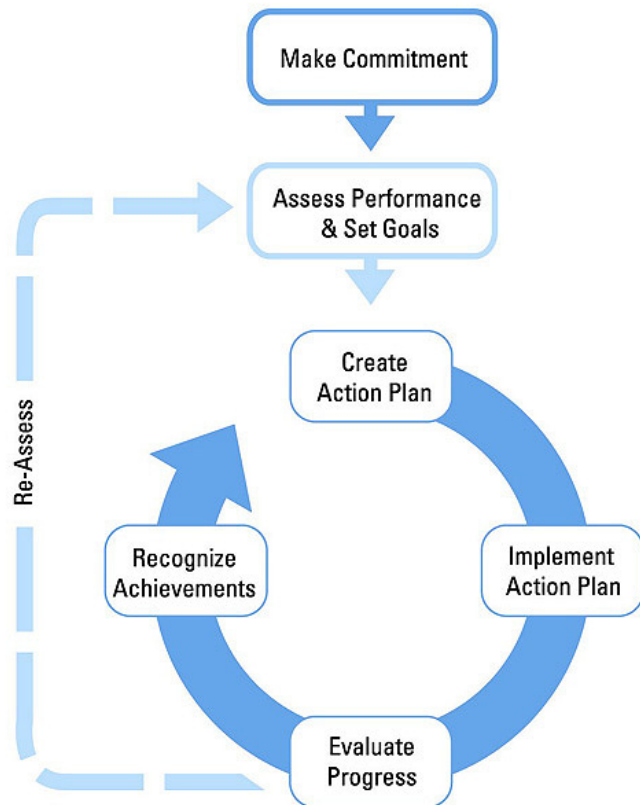 Make Commitment
Assess Performance
& Set Goals
Create
Action Plan
Re-Assess
Recognize
Achievements
Implement
Action Plan
Evaluate
Progress